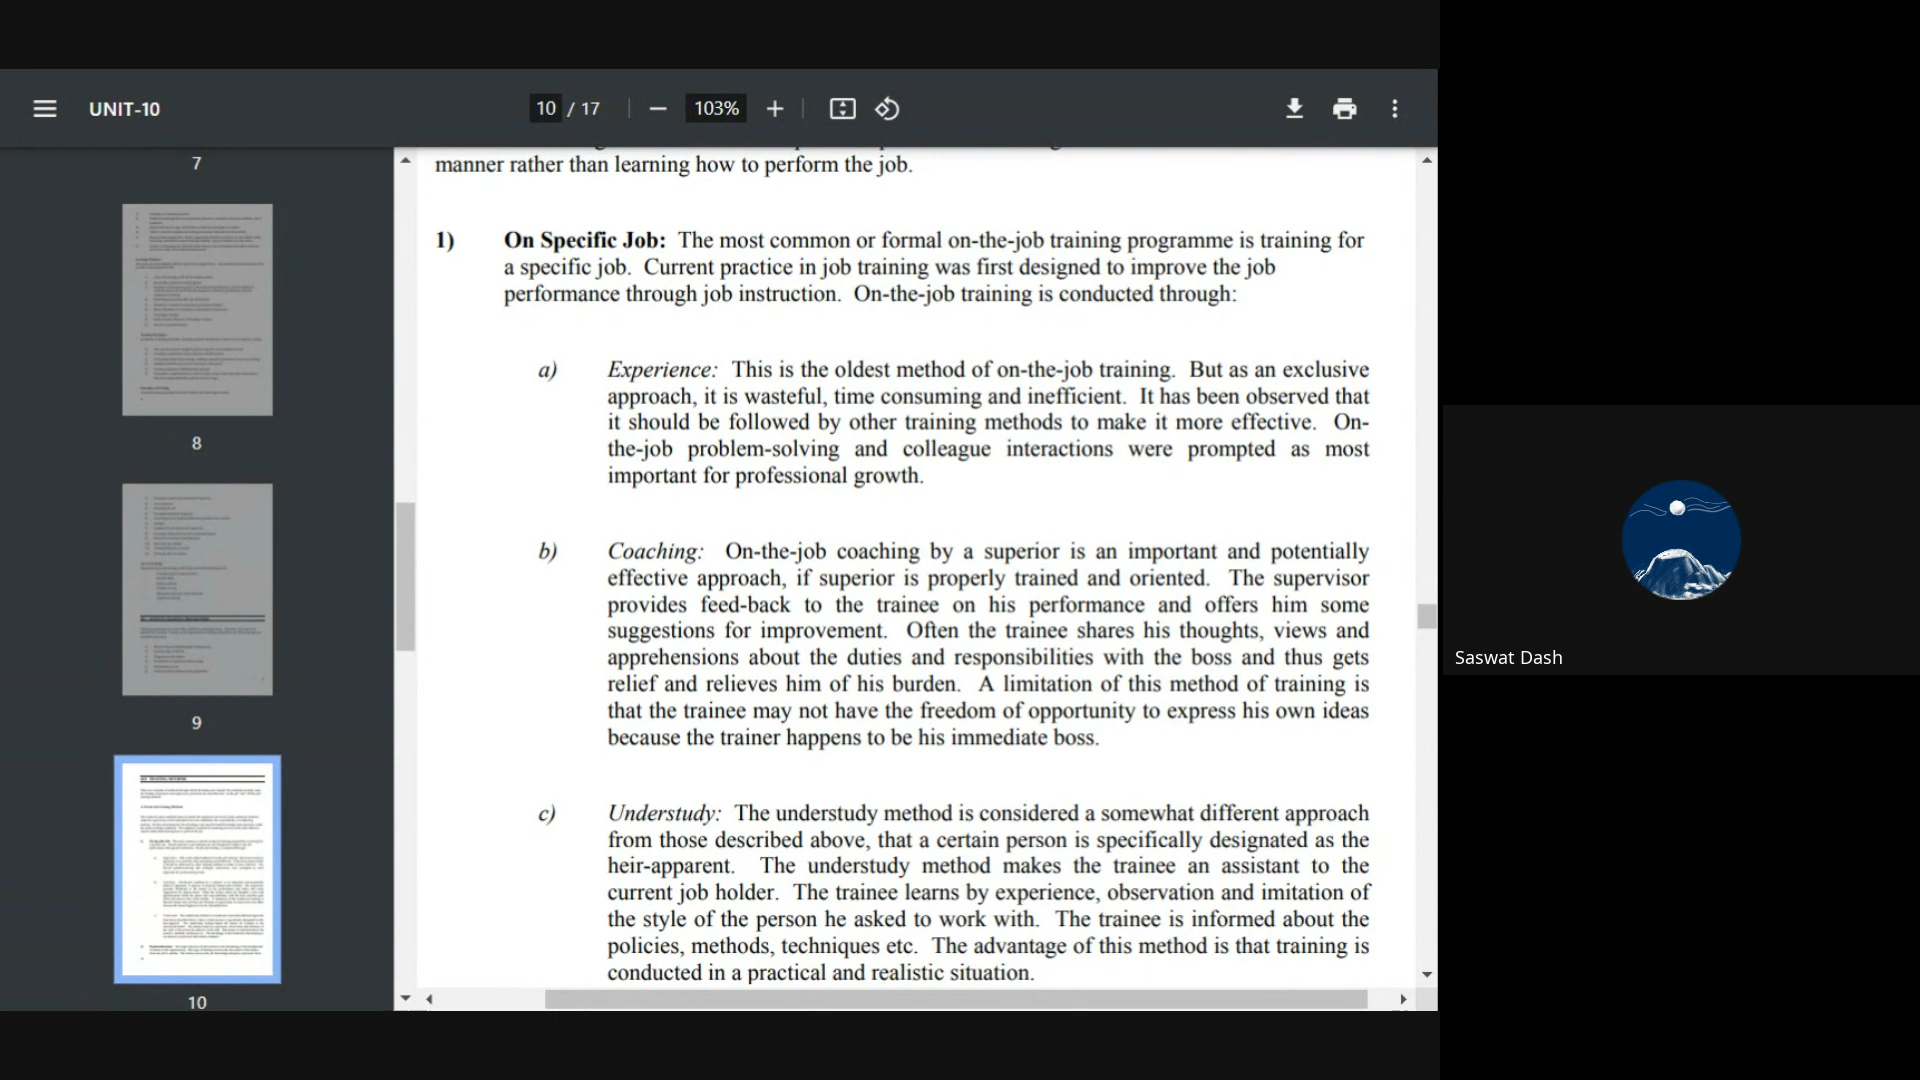 UNIT-10
10 / 17
103%
7
8
9
10
manner rather than learning how to perform the job.
1) On Specific Job: The most common or formal on-the-job training programme is training for
a specific job. Current practice in job training was first designed to improve the job
performance through job instruction. On-the-job training is conducted through:
a) Experience: This is the oldest method of on-the-job training. But as an exclusive
approach, it is wasteful, time consuming and inefficient. It has been observed that
it should be followed by other training methods to make it more effective. On-
the-job problem-solving and colleague interactions were prompted as most
important for professional growth.
b) Coaching: On-the-job coaching by a superior is an important and potentially
effective approach, if superior is properly trained and oriented. The supervisor
provides feed-back to the trainee on his performance and offers him some
suggestions for improvement. Often the trainee shares his thoughts, views and
apprehensions about the duties and responsibilities with the boss and thus gets
relief and relieves him of his burden. A limitation of this method of training is
that the trainee may not have the freedom of opportunity to express his own ideas
because the trainer happens to be his immediate boss.
c) Understudy: The understudy method is considered a somewhat different approach
from those described above, that a certain person is specifically designated as the
heir-apparent. The understudy method makes the trainee an assistant to the
current job holder. The trainee learns by experience, observation and imitation of
the style of the person he asked to work with. The trainee is informed about the
policies, methods, techniques etc. The advantage of this method is that training is
conducted in a practical and realistic situation.
Saswat Dash